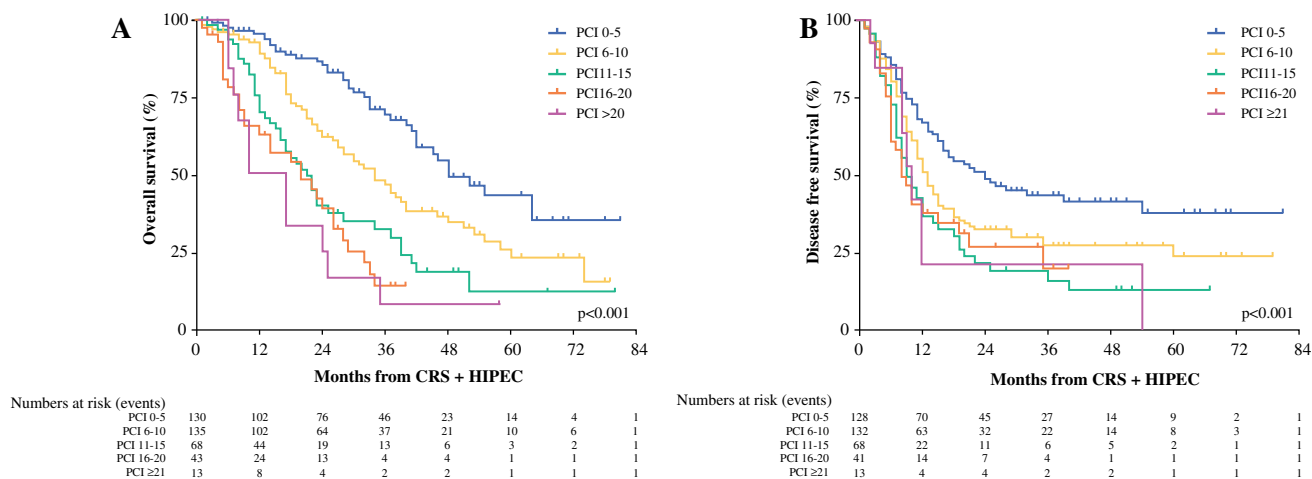 A
Overall survival (%)
100
75
50
25
0
0 12 24 36 48 60 72 84
Months from CRS + HIPEC
PCI 0-5
PCI 6-10
PCI11-15
PCI16-20
PCI >20
p<0.001
Numbers at risk (events)
PCI 0-5 130 102 76 46 23 14 4 1
PCI 6-10 135 102 64 37 21 10 6 1
PCI 11-15 68 44 19 13 6 3 2 1
PCI 16-20 43 24 13 4 4 1 1 1
PCI ≥21 13 8 4 2 2 1 1 1
B
Disease free survival (%)
100
75
50
25
0
0 12 24 36 48 60 72 84
Months from CRS + HIPEC
PCI 0-5
PCI 6-10
PCI11-15
PCI16-20
PCI ≥21
p<0.001
Numbers at risk (events)
PCI 0-5 128 70 45 27 14 9 2 1
PCI 6-10 132 63 32 22 14 8 3 1
PCI 11-15 68 22 11 6 5 2 1 1
PCI 16-20 41 14 7 4 1 1 1 1
PCI ≥21 13 4 4 2 2 1 1 1